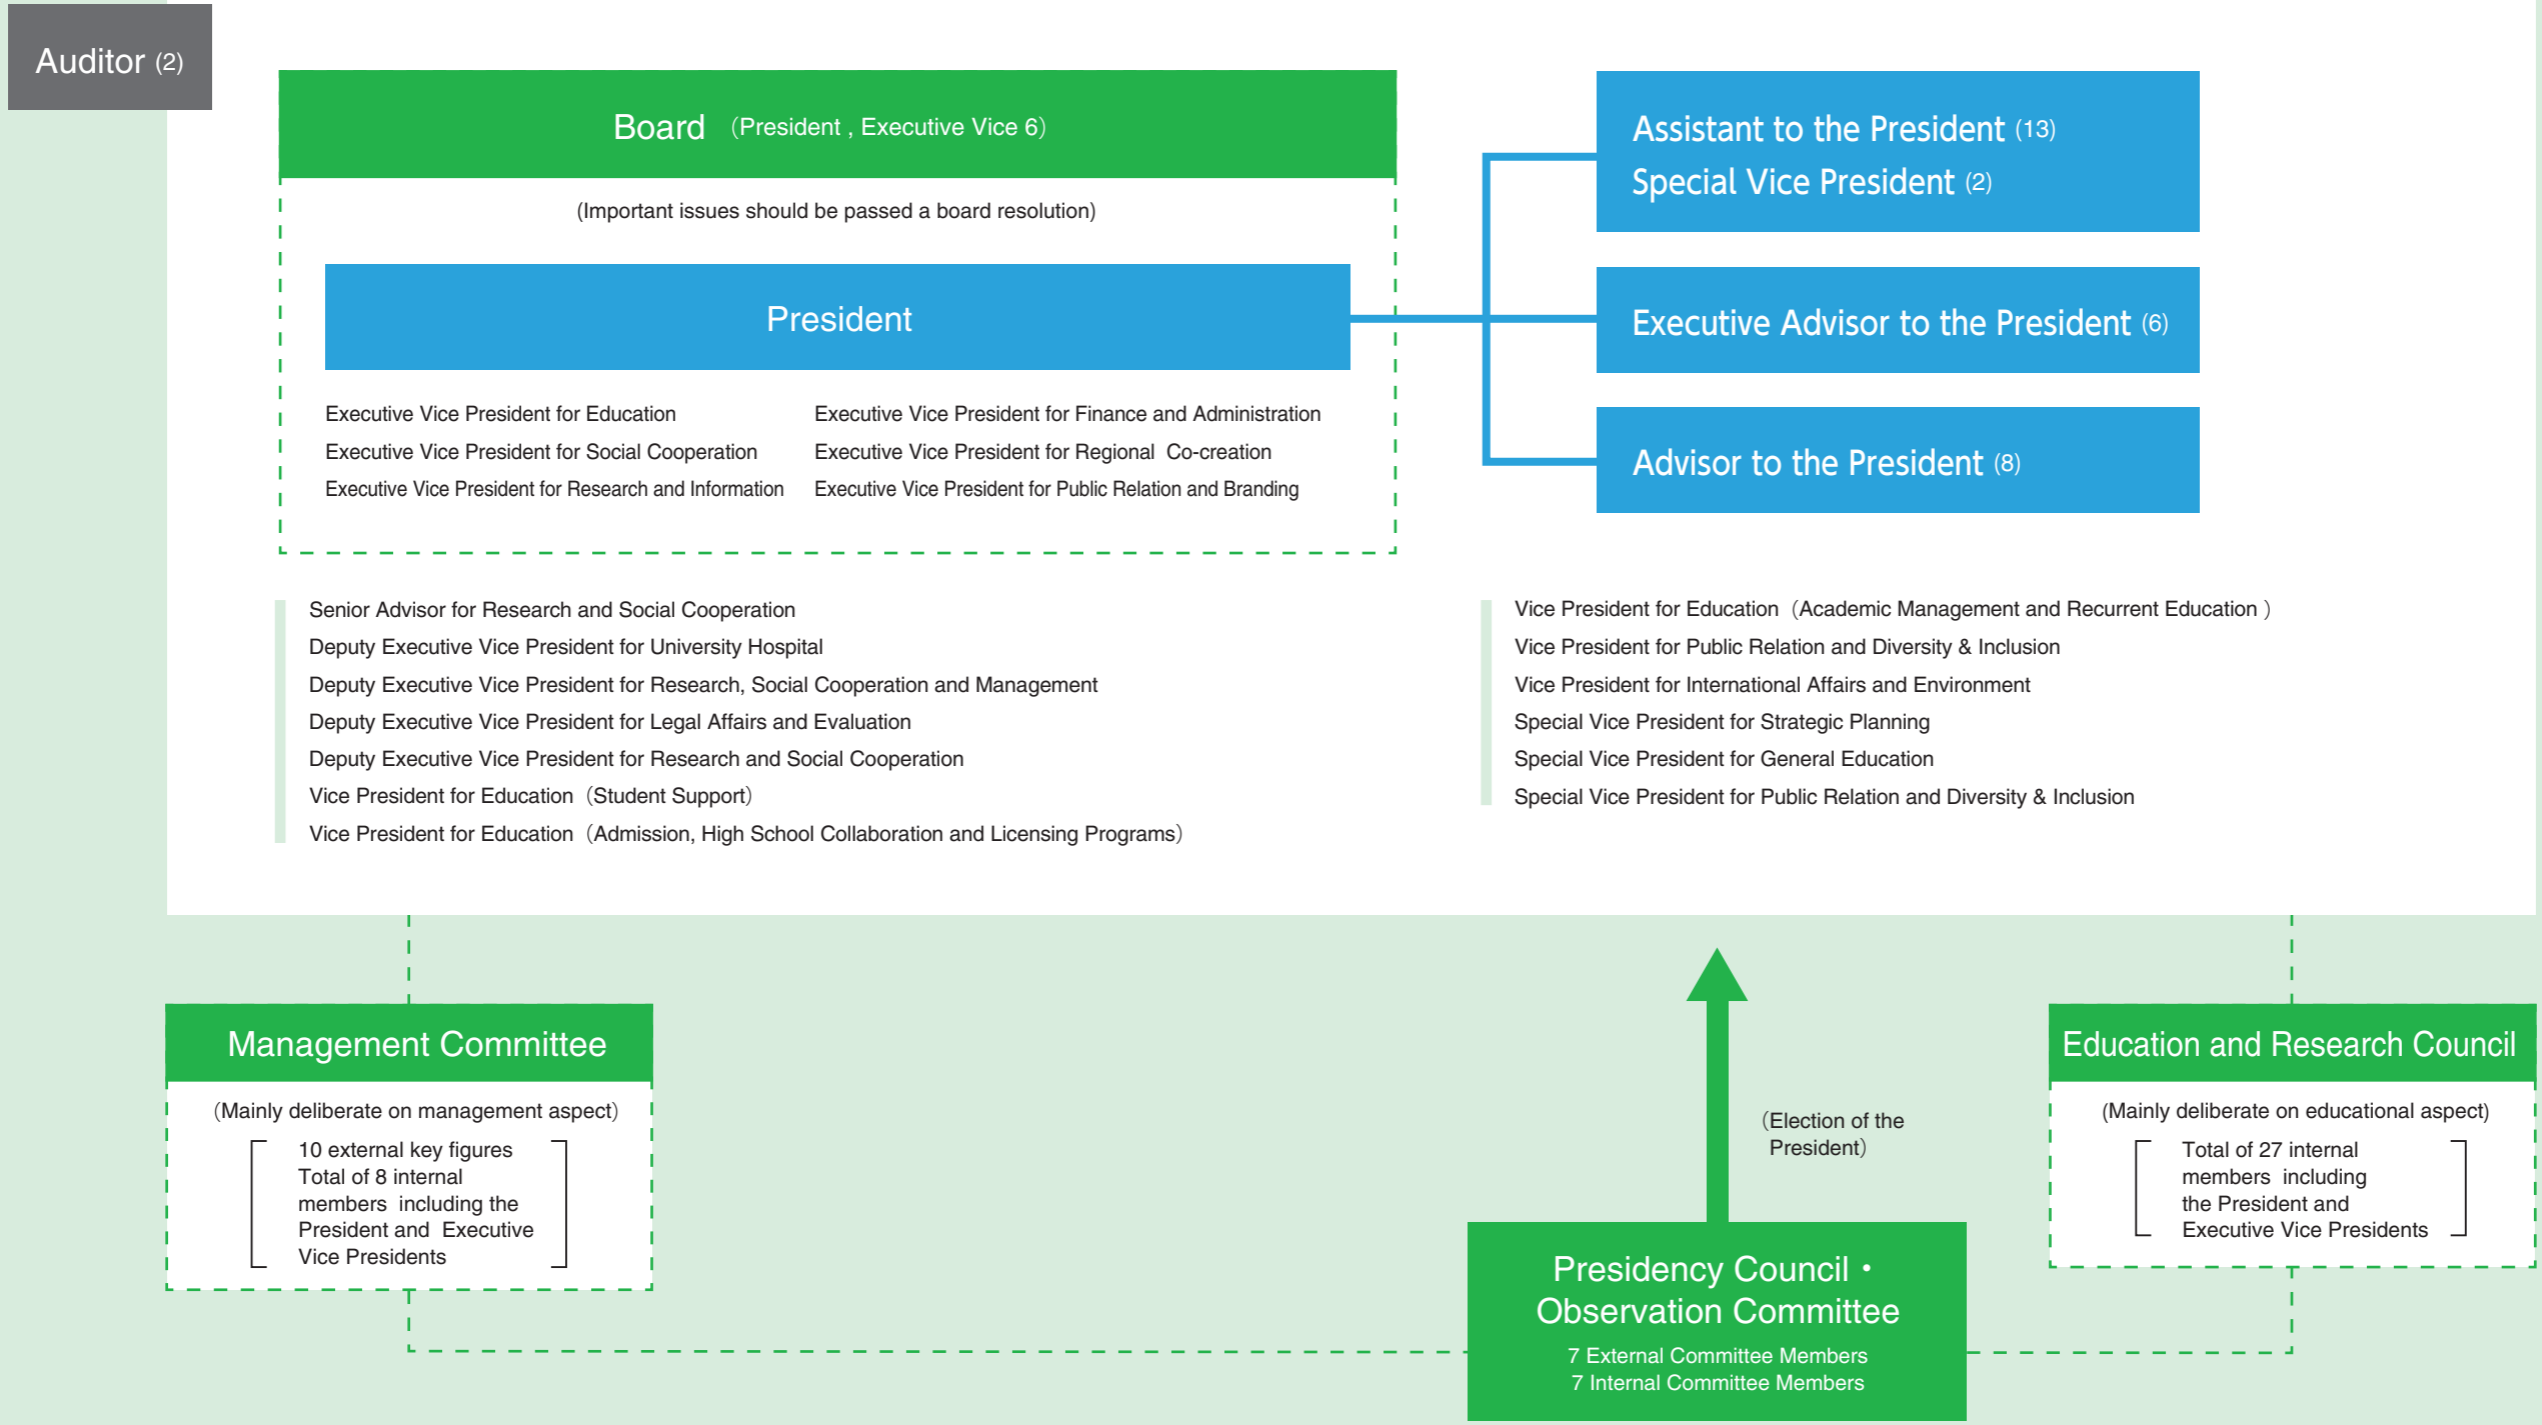 Auditor (2)
Board （President , Executive Vice 6）
(Important issues should be passed a board resolution)
President
Executive Vice President for Education
Executive Vice President for Social Cooperation
Executive Vice President for Research and Information
Executive Vice President for Finance and Administration
Executive Vice President for Regional Co-creation
Executive Vice President for Public Relation and Branding
Assistant to the President (13)
Special Vice President (2)
Executive Advisor to the President (6)
Advisor to the President (8)
Senior Advisor for Research and Social Cooperation
Deputy Executive Vice President for University Hospital
Deputy Executive Vice President for Research, Social Cooperation and Management
Deputy Executive Vice President for Legal Affairs and Evaluation
Deputy Executive Vice President for Research and Social Cooperation
Vice President for Education（Student Support）
Vice President for Education（Admission, High School Collaboration and Licensing Programs）
Vice President for Education（Academic Management and Recurrent Education ）
Vice President for Public Relation and Diversity & Inclusion
Vice President for International Affairs and Environment
Special Vice President for Strategic Planning
Special Vice President for General Education
Special Vice President for Public Relation and Diversity & Inclusion
Management Committee
（Mainly deliberate on management aspect）
10 external key figures
Total of 8 internal
members including the
President and Executive
Vice Presidents
（Election of the
President）
Presidency Council・
Observation Committee
7 External Committee Members
7 Internal Committee Members
Education and Research Council
(Mainly deliberate on educational aspect)
Total of 27 internal
members including
the President and
Executive Vice Presidents